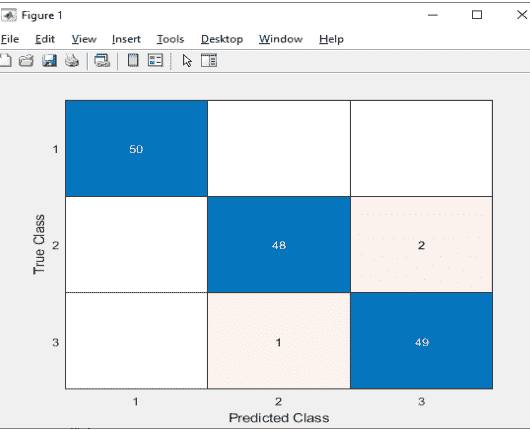 Figure 1
File Edit View Insert Tools Desktop Window Help
1 50
2 48 2
3 1 49
True Class
1 2 3
Predicted Class